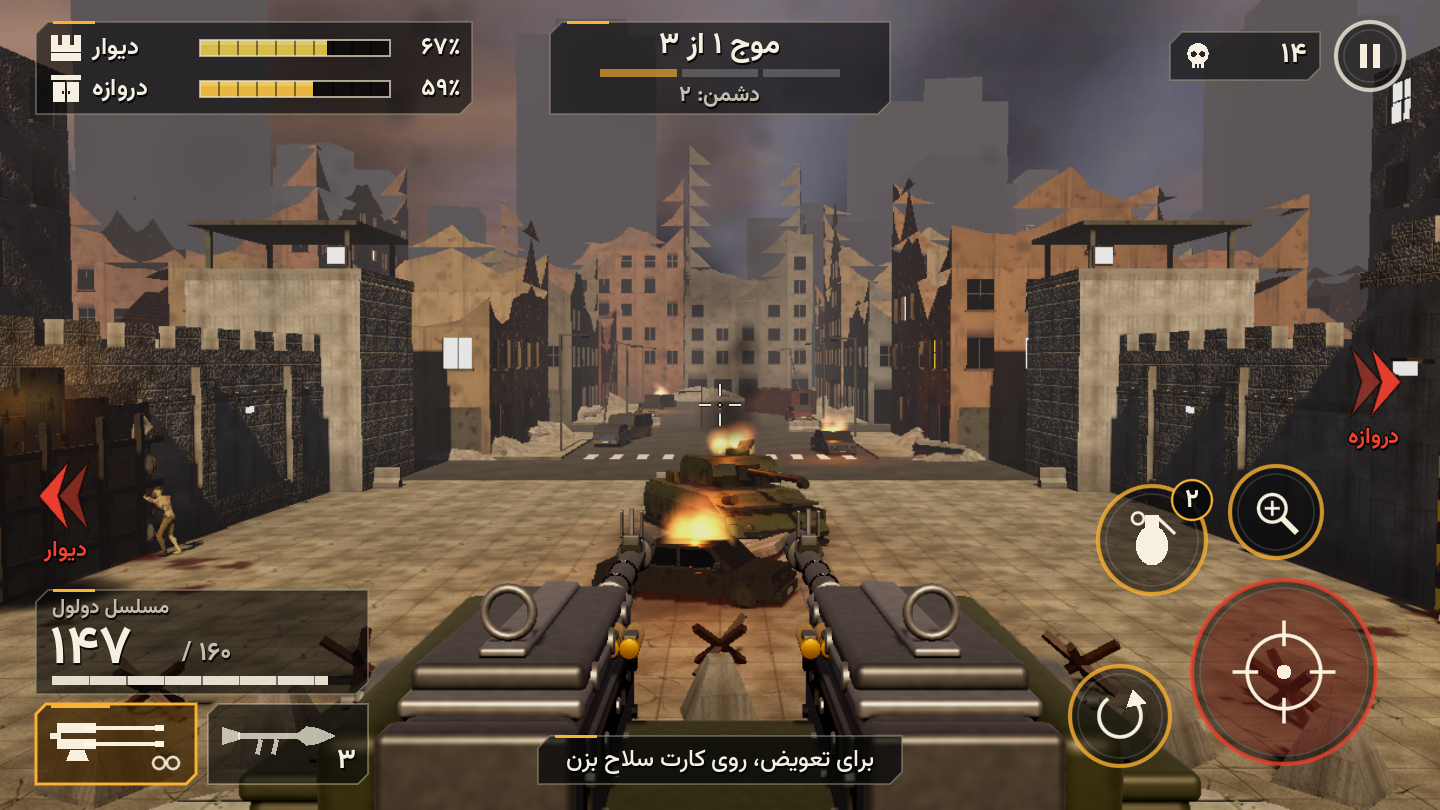 دیوار ۶۷٪
دروازه ۵۹٪
موج ۱ از ۳
دشمن: ۲
۱۴
دروازه
دیوار
۲
مسلسل دولول
۱۴۷ / ۱۶۰
∞
۳
برای تعویض، روی کارت سلاح بزن